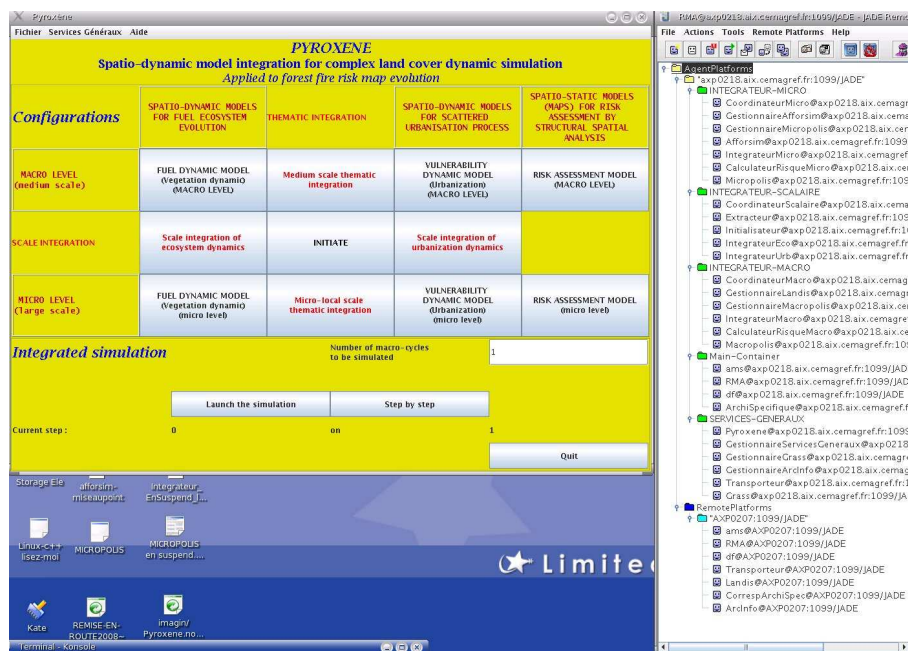 Pyroxene
Fichier Services Généraux Aide
PYROXENE
Spatio-dynamic model integration for complex land cover dynamic simulation
Applied to forest fire risk map evolution
Configurations
SPATIO-DYNAMIC MODELS
FOR FUEL ECOSYSTEM
EVOLUTION
THEMATIC INTEGRATION
SPATIO-DYNAMIC MODELS
FOR SCATTERED
URBANISATION PROCESS
SPATIO-STATIC MODELS
(MAPS) FOR RISK
ASSESSMENT BY
STRUCTURAL SPATIAL
ANALYSIS
MACRO LEVEL
(medium scale)
FUEL DYNAMIC MODEL
(Vegetation dynamic)
(MACRO LEVEL)
Medium scale thematic
integration
VULNERABILITY
DYNAMIC MODEL
(Urbanization)
(MACRO LEVEL)
RISK ASSESSMENT MODEL
(MACRO LEVEL)
SCALE INTEGRATION
Scale integration of
ecosystem dynamics
INITIATE
Scale integration of
urbanization dynamics
MICRO LEVEL
(large scale)
FUEL DYNAMIC MODEL
(Vegetation dynamic)
(micro level)
Micro-local scale
thematic integration
VULNERABILITY
DYNAMIC MODEL
(Urbanization)
(micro level)
RISK ASSESSMENT MODEL
(micro level)
Integrated simulation
Number of macro-cycles
to be simulated
1
Launch the simulation
Step by step
Current step :
0
on
1
Quit
Storage Ele
afforsim-
miseaupoint
Integrateur_
EnSuspend_I...
Linux-c++
lisez-moi
MICROPOLIS
MICROPOLIS
en suspend....
Limite
Kate
REMISE-EN-
ROUTE2008~
imagin/
Pyroxene.no...
Terminal - Konsole
RMA@axp0218.aix.cemagref.fr:1099/JADE - JADE Remo
File Actions Tools Remote Platforms Help
AgentPlatforms
"axp0218.aix.cemagref.fr:1099/JADE"
INTEGRATEUR-MICRO
CoordinateurMicro@axp0218.aix.cemagr
GestionnaireAfforsim@axp0218.aix.cema
GestionnaireMicropolis@axp0218.aix.cem
Afforsim@axp0218.aix.cemagref.fr:1099
IntegrateurMicro@axp0218.aix.cemagref
CalculateurRisqueMicro@axp0218.aix.ce
Micropolis@axp0218.aix.cemagref.fr:109
INTEGRATEUR-SCALAIRE
CoordinateurScalaire@axp0218.aix.cema
Extracteur@axp0218.aix.cemagref.fr:109
Initialisateur@axp0218.aix.cemagref.fr:1
IntegrateurEco@axp0218.aix.cemagref.fr
IntegrateurUrb@axp0218.aix.cemagref.fr
INTEGRATEUR-MACRO
CoordinateurMacro@axp0218.aix.cemag
GestionnaireLandis@axp0218.aix.cemagr
GestionnaireMacropolis@axp0218.aix.ce
IntegrateurMacro@axp0218.aix.cemagre
CalculateurRisqueMacro@axp0218.aix.ce
Macropolis@axp0218.aix.cemagref.fr:10
Main-Container
ams@axp0218.aix.cemagref.fr:1099/JAD
RMA@axp0218.aix.cemagref.fr:1099/JAD
df@axp0218.aix.cemagref.fr:1099/JADE
ArchiSpecifique@axp0218.aix.cemagref.f
SERVICES-GENERAUX
Pyroxene@axp0218.aix.cemagref.fr:1099
GestionnaireServicesGeneraux@axp0218
GestionnaireGrass@axp0218.aix.cemagre
GestionnaireArcInfo@axp0218.aix.cemag
Transporteur@axp0218.aix.cemagref.fr:1
Grass@axp0218.aix.cemagref.fr:1099/JA
RemotePlatforms
"AXP0207:1099/JADE"
ams@AXP0207:1099/JADE
RMA@AXP0207:1099/JADE
df@AXP0207:1099/JADE
Transporteur@AXP0207:1099/JADE
Landis@AXP0207:1099/JADE
CorrespArchiSpec@AXP0207:1099/JADE
ArcInfo@AXP0207:1099/JADE